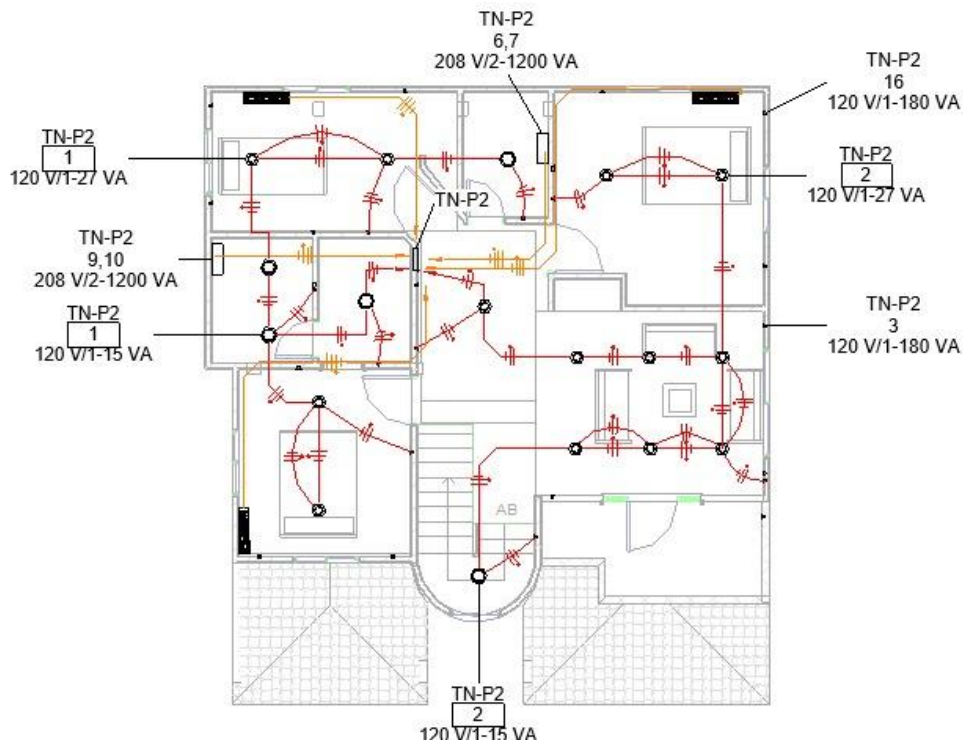 TN-P2
6,7
208 V/2-1200 VA
TN-P2
16
120 V/1-180 VA
TN-P2
1
120 V/1-27 VA
TN-P2
2
120 V/1-27 VA
TN-P2
TN-P2
9,10
208 V/2-1200 VA
TN-P2
1
120 V/1-15 VA
TN-P2
3
120 V/1-180 VA
AB
TN-P2
2
120 V/1-15 VA